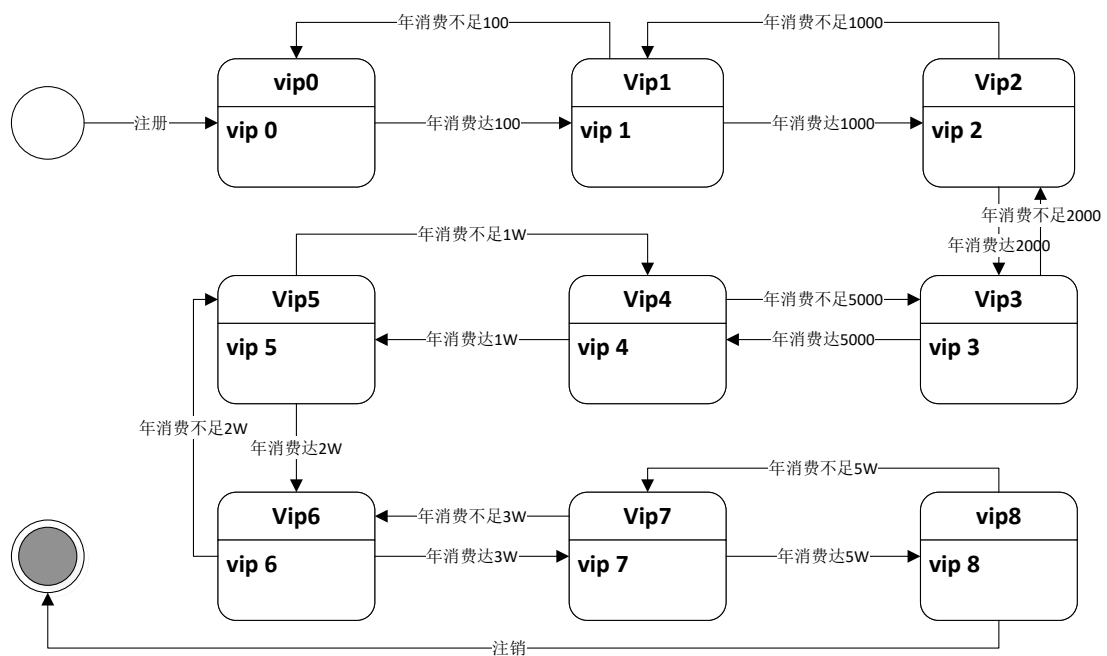 年消费不足100
年消费不足1000
vip0
Vip1
Vip2
注册
vip 0
年消费达100
vip 1
年消费达1000
vip 2
年消费不足2000
年消费达2000
年消费不足1W
Vip5
Vip4
年消费不足5000
Vip3
vip 5
年消费达1W
vip 4
年消费达5000
vip 3
年消费不足2W
年消费达2W
年消费不足5W
Vip6
年消费不足3W
Vip7
vip8
vip 6
年消费达3W
vip 7
年消费达5W
vip 8
注销